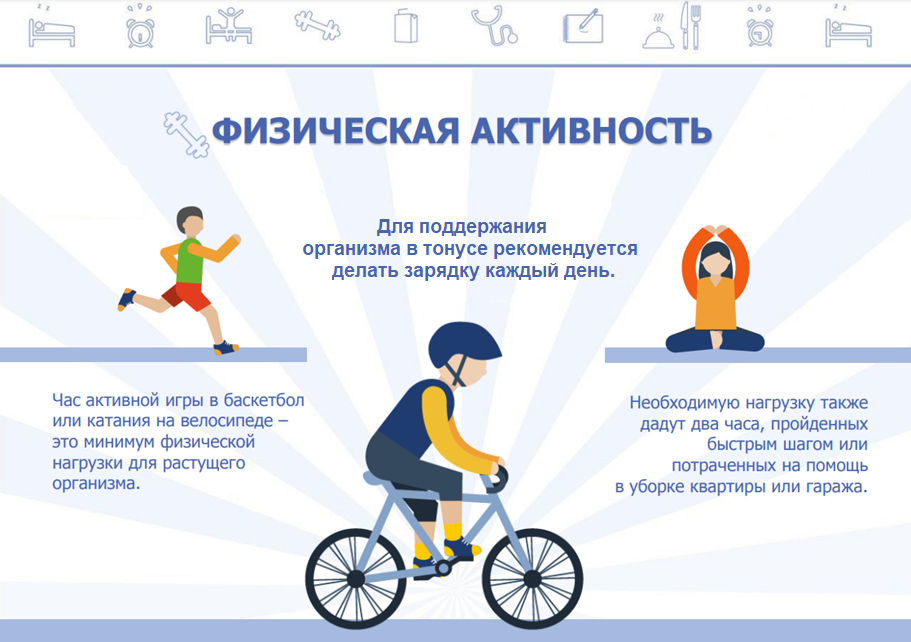 ФИЗИЧЕСКАЯ АКТИВНОСТЬ
Для поддержания
организма в тонусе рекомендуется
делать зарядку каждый день.
Час активной игры в баскетбол
или катания на велосипеде –
это минимум физической
нагрузки для растущего
организма.
Необходимую нагрузку также
дадут два часа, пройденных
быстрым шагом или
потраченных на помощь
в уборке квартиры или гаража.